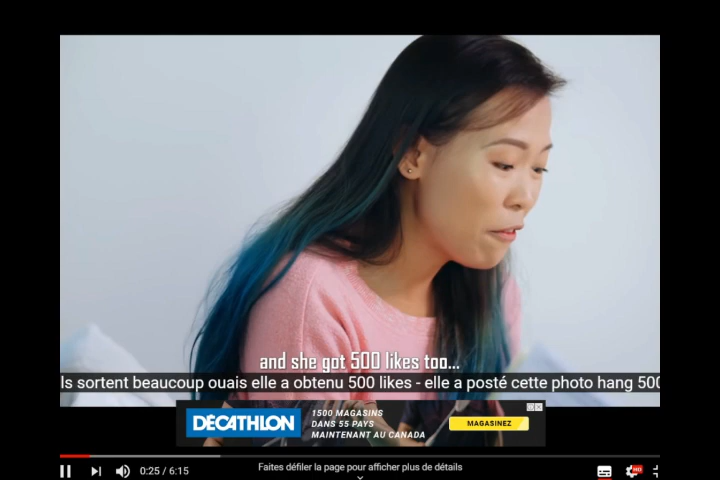 and she got 500 likes too...
ls sortent beaucoup ouais elle a obtenu 500 likes - elle a posté cette photo hang 500
DECATHLON
1500 MAGASINS
DANS 55 PAYS
MAINTENANT AU CANADA
MAGASINEZ
0:25 / 6:15
Faites défiler la page pour afficher plus de détails
HD